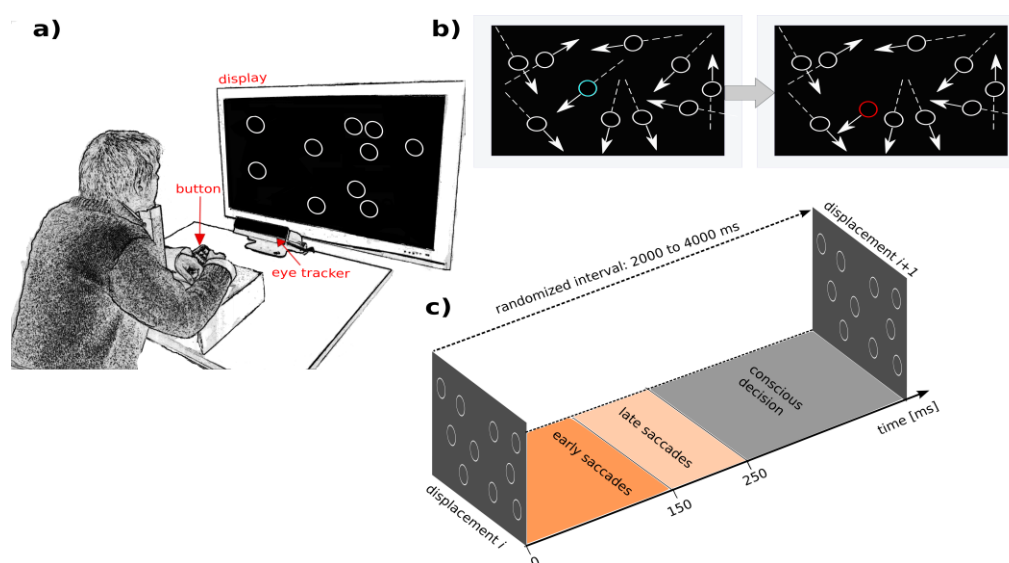 a)
display
button
eye tracker
b)
c)
randomized interval: 2000 to 4000 ms
displacement i+1
conscious
decision
late saccades
early saccades
time [ms]
250
150
0
displacement i